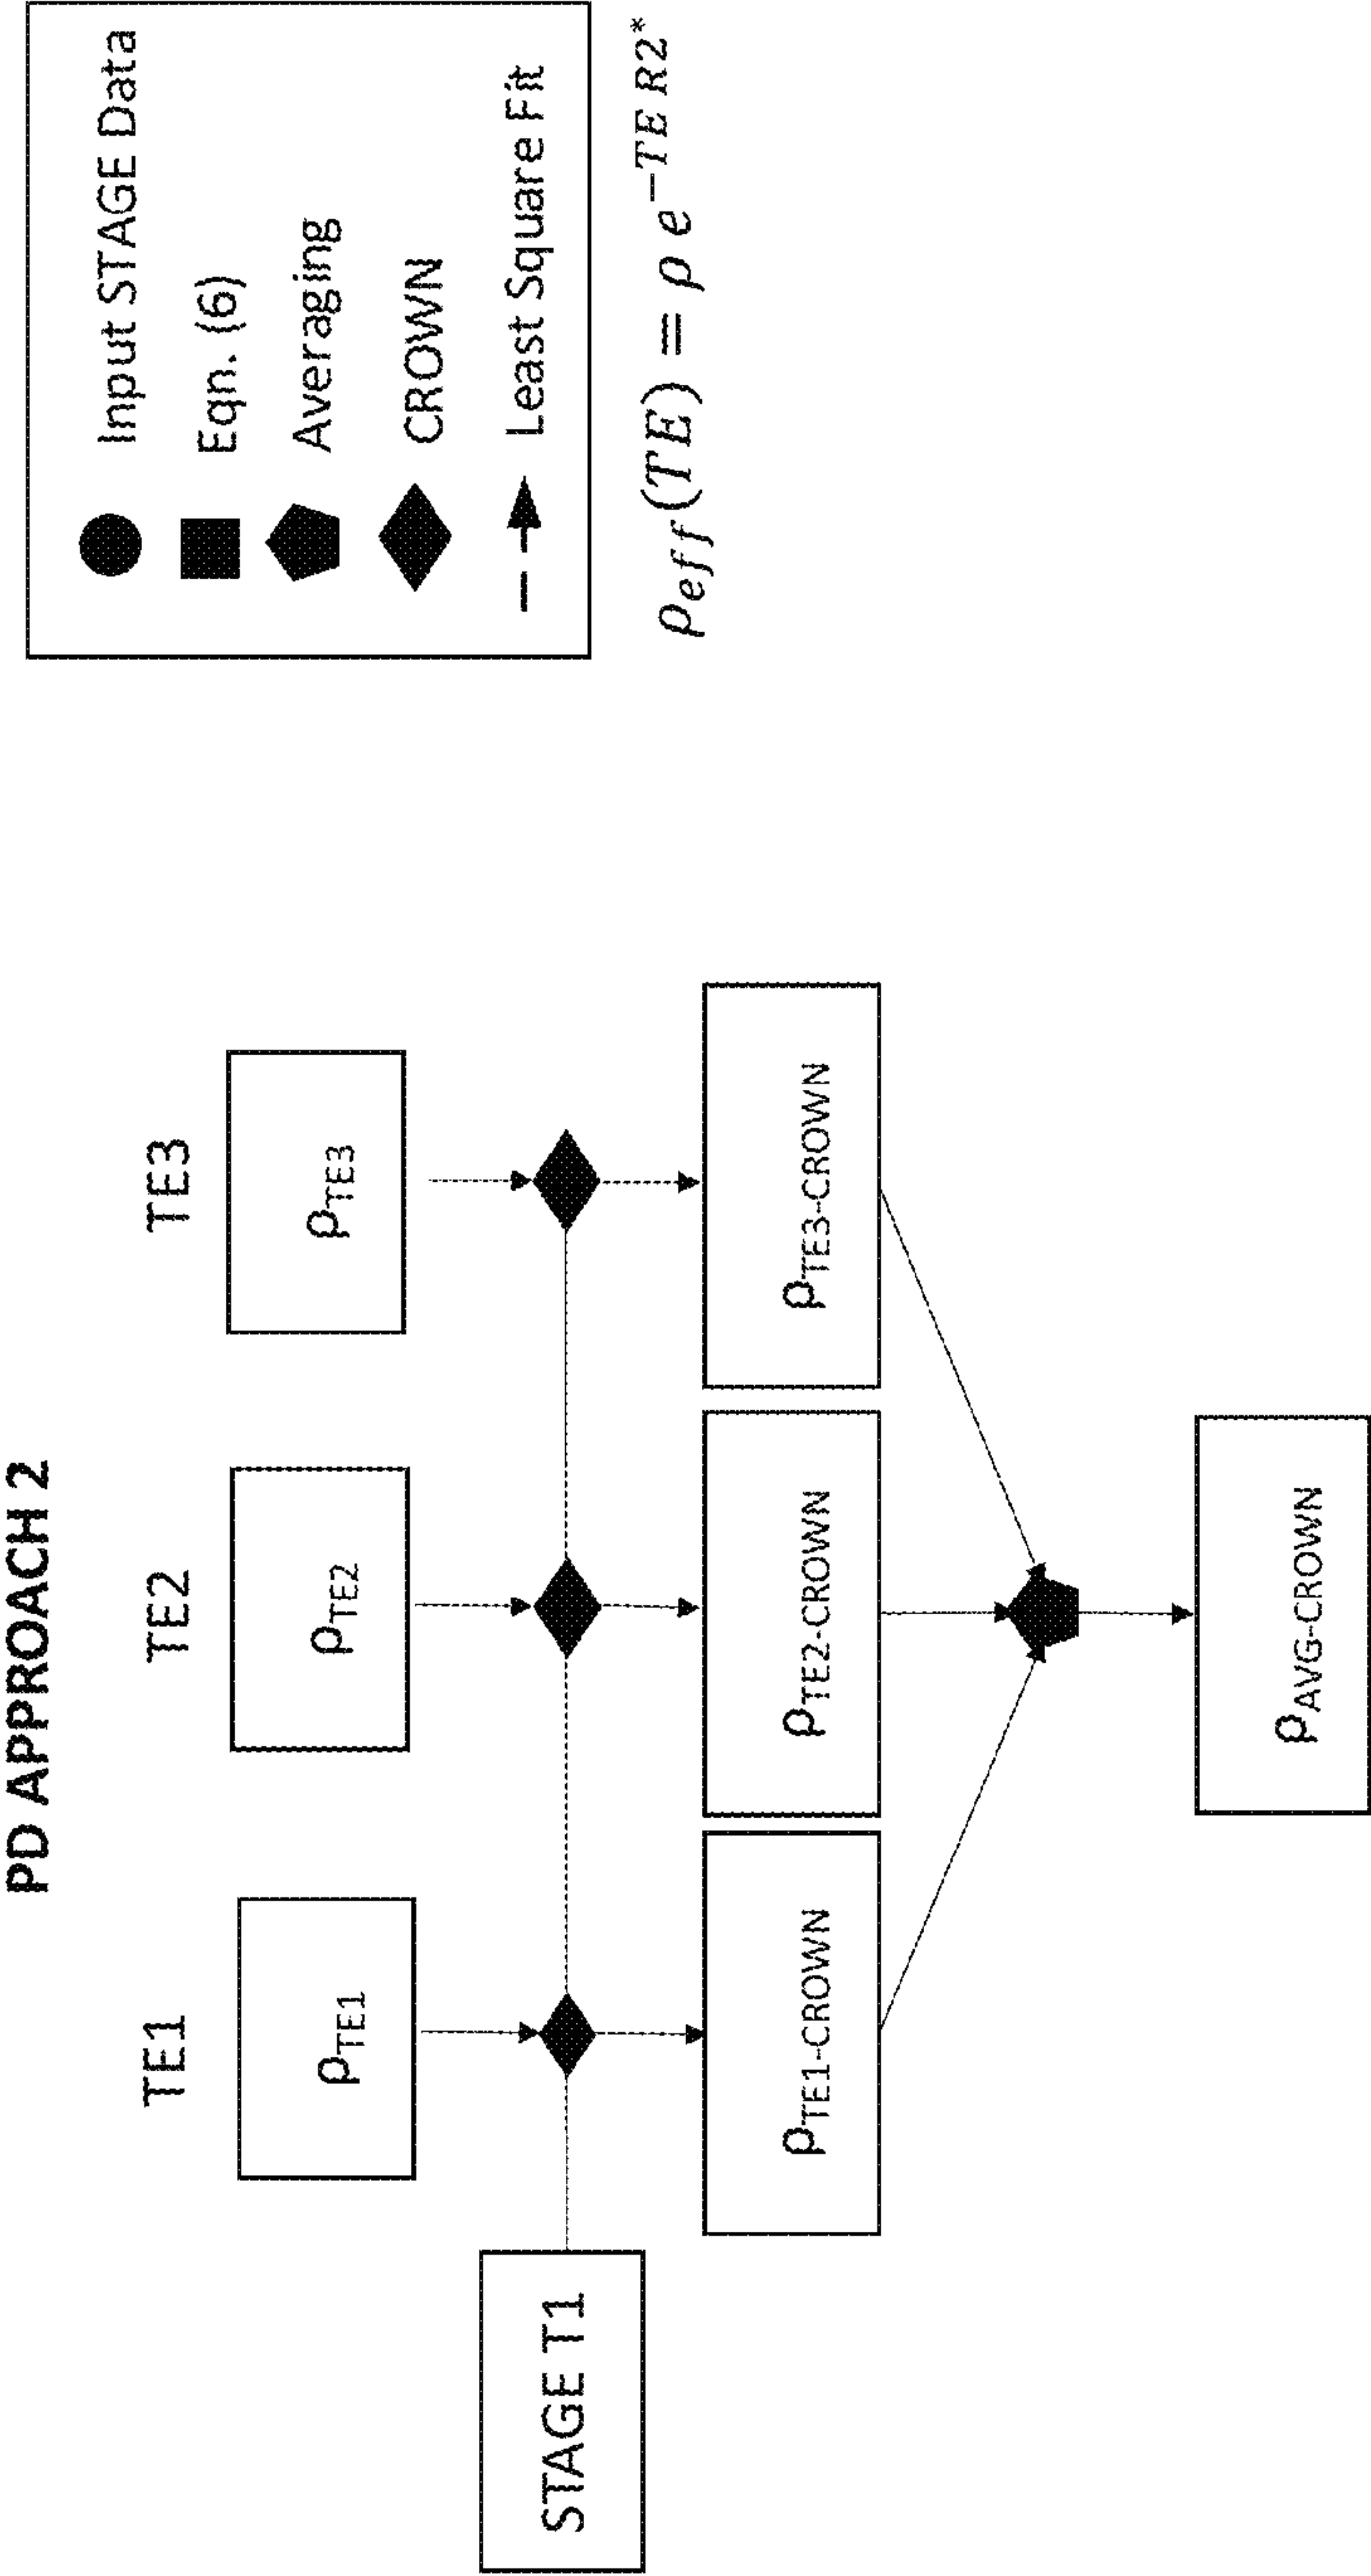 PD APPROACH 2
TE1
TE2
TE3
ρTE1
ρTE2
ρTE3
STAGE T1
ρTE1-CROWN
ρTE2-CROWN
ρTE3-CROWN
ρAVG-CROWN
Input STAGE Data
Eqn. (6)
Averaging
CROWN
Least Square Fit
ρeff(TE) = ρ e^−TE R2*